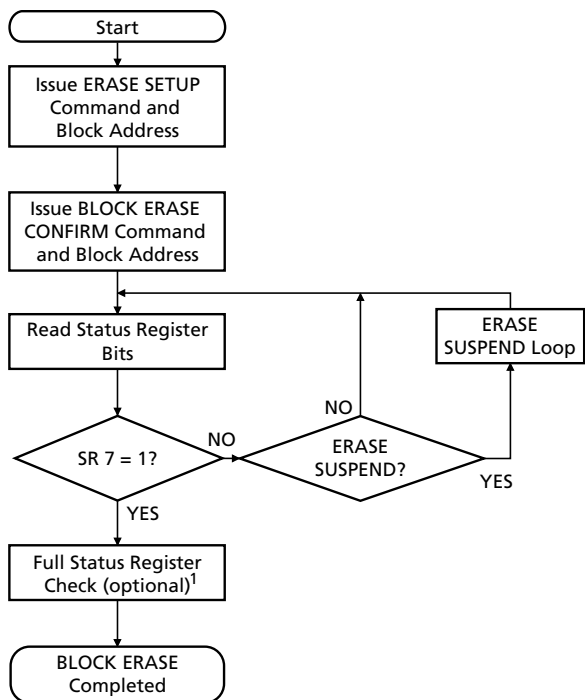 Start
Issue ERASE SETUP
Command and
Block Address
Issue BLOCK ERASE
CONFIRM Command
and Block Address
Read Status Register
Bits
ERASE
SUSPEND Loop
SR 7 = 1?
NO
ERASE
SUSPEND?
NO
YES
YES
Full Status Register
Check (optional)1
BLOCK ERASE
Completed